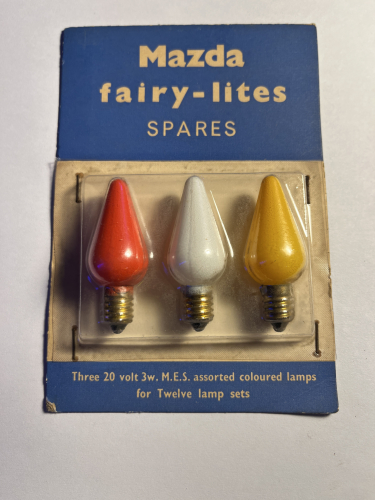 Mazda
fairy-lites
SPARES
Three 20 volt 3w. M.E.S. assorted coloured lamps
for Twelve lamp sets